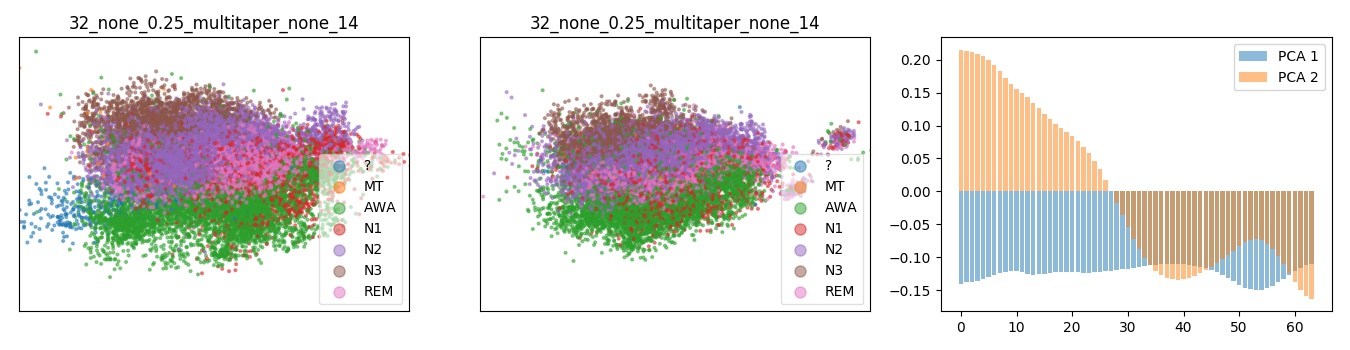 32_none_0.25_multitaper_none_14
?
MT
AWA
N1
N2
N3
REM
32_none_0.25_multitaper_none_14
?
MT
AWA
N1
N2
N3
REM
PCA 1
PCA 2
0.20
0.15
0.10
0.05
0.00
−0.05
−0.10
−0.15
0 10 20 30 40 50 60